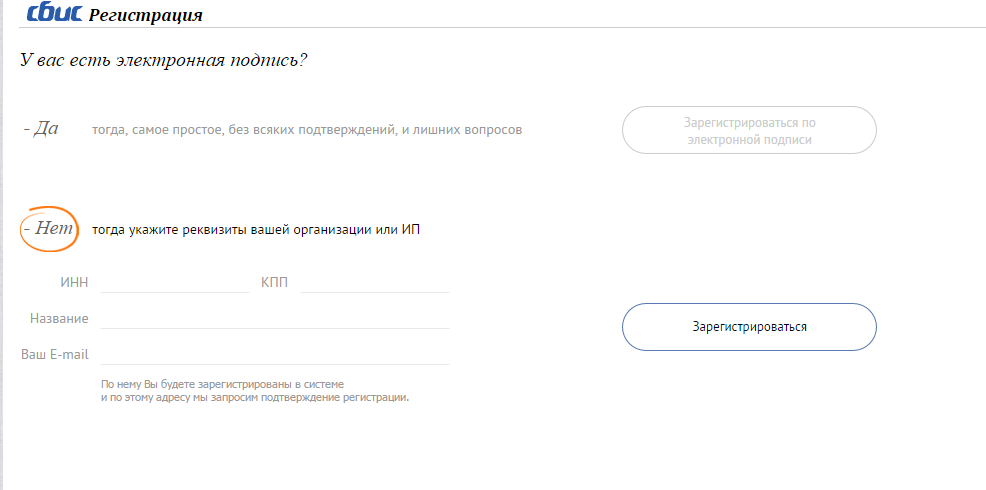 сбис Регистрация
У вас есть электронная подпись?
- Да тогда, самое простое, без всяких подтверждений, и лишних вопросов
Зарегистрироваться по
электронной подписи
- Нет тогда укажите реквизиты вашей организации или ИП
ИНН КПП
Название
Зарегистрироваться
Ваш E-mail
По нему Вы будете зарегистрированы в системе
и по этому адресу мы запросим подтверждение регистрации.